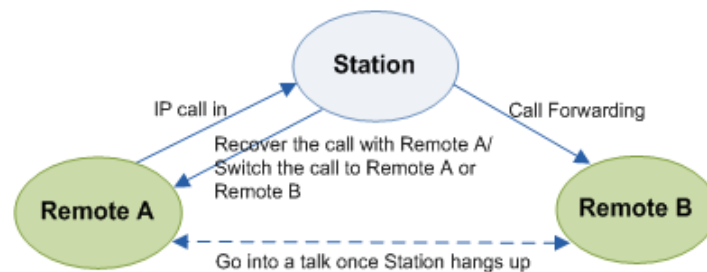 Station
IP call in
Call Forwarding
Recover the call with Remote A/
Switch the call to Remote A or
Remote B
Remote A
Remote B
Go into a talk once Station hangs up